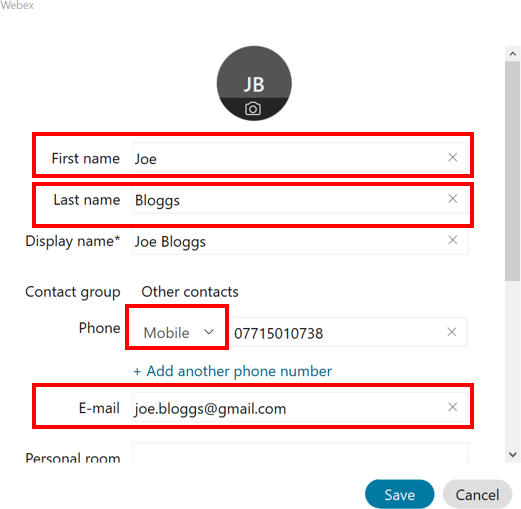 Webex
JB
First name Joe
Last name Bloggs
Display name* Joe Bloggs
Contact group Other contacts
Phone Mobile 07715010738
+ Add another phone number
E-mail joe.bloggs@gmail.com
Personal room
Save Cancel